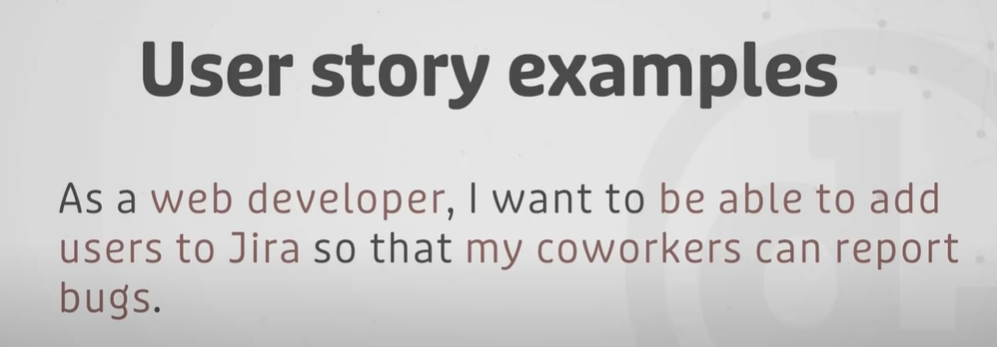 User story examples
As a web developer, I want to be able to add
users to Jira so that my coworkers can report
bugs.